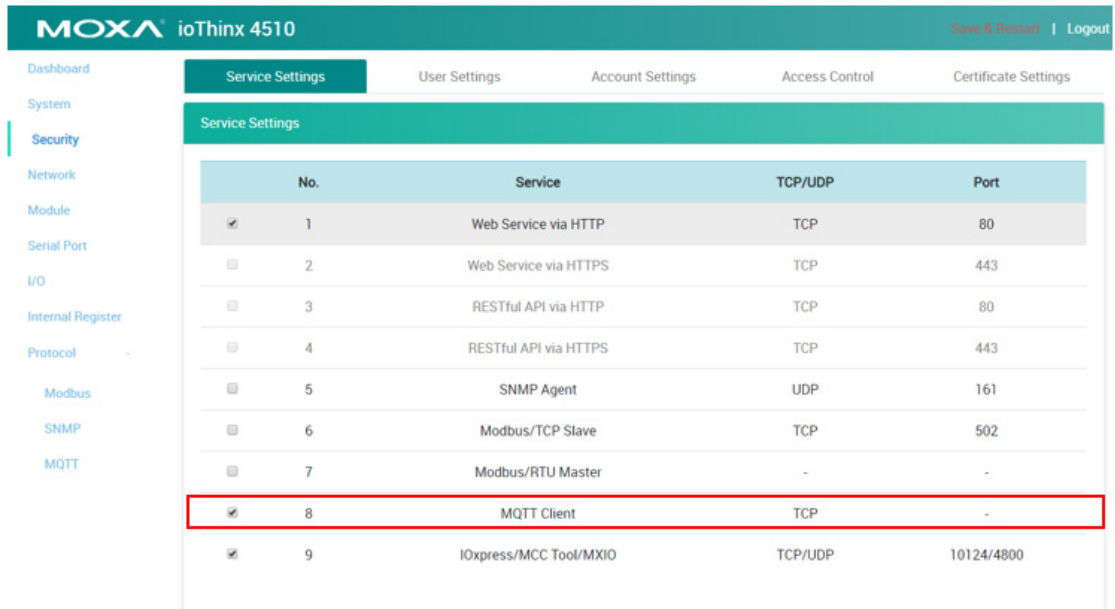 MOXA® ioThinx 4510 Save & Restart | Logout
Dashboard
System
Security
Network
Module
Serial Port
I/O
Internal Register
Protocol -
Modbus
SNMP
MQTT
Service Settings User Settings Account Settings Access Control Certificate Settings
Service Settings
No. Service TCP/UDP Port
1 Web Service via HTTP TCP 80
2 Web Service via HTTPS TCP 443
3 RESTful API via HTTP TCP 80
4 RESTful API via HTTPS TCP 443
5 SNMP Agent UDP 161
6 Modbus/TCP Slave TCP 502
7 Modbus/RTU Master - -
8 MQTT Client TCP -
9 IOxpress/MCC Tool/MXIO TCP/UDP 10124/4800